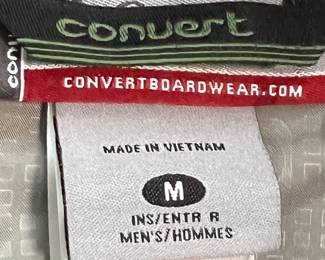 convert
CONVERTBOARDWEAR.COM
MADE IN VIETNAM
M
INS/ENTR R
MEN'S/HOMMES